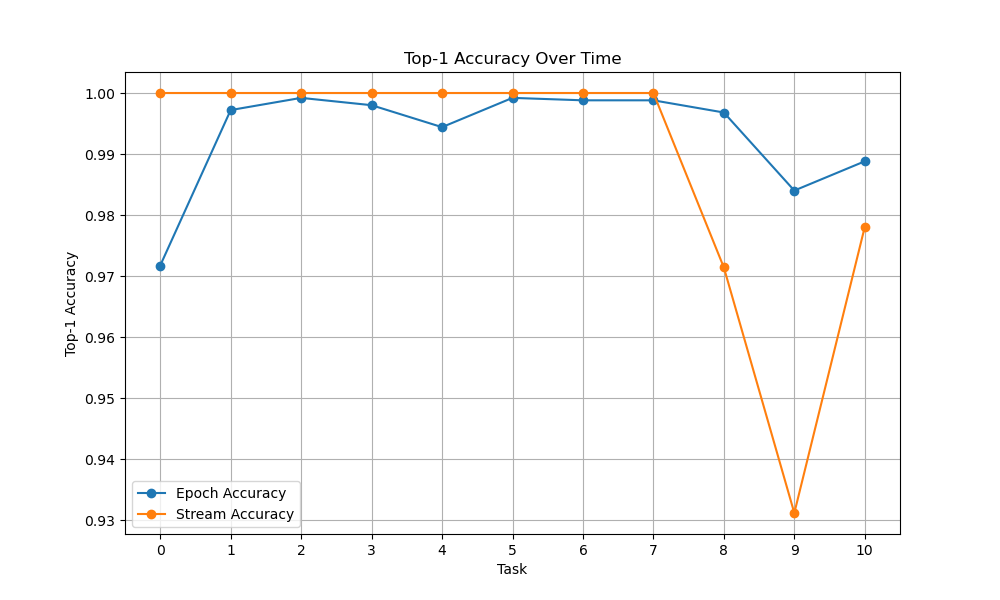 Top-1 Accuracy Over Time
Top-1 Accuracy
1.00
0.99
0.98
0.97
0.96
0.95
0.94
0.93
Epoch Accuracy
Stream Accuracy
0 1 2 3 4 5 6 7 8 9 10
Task